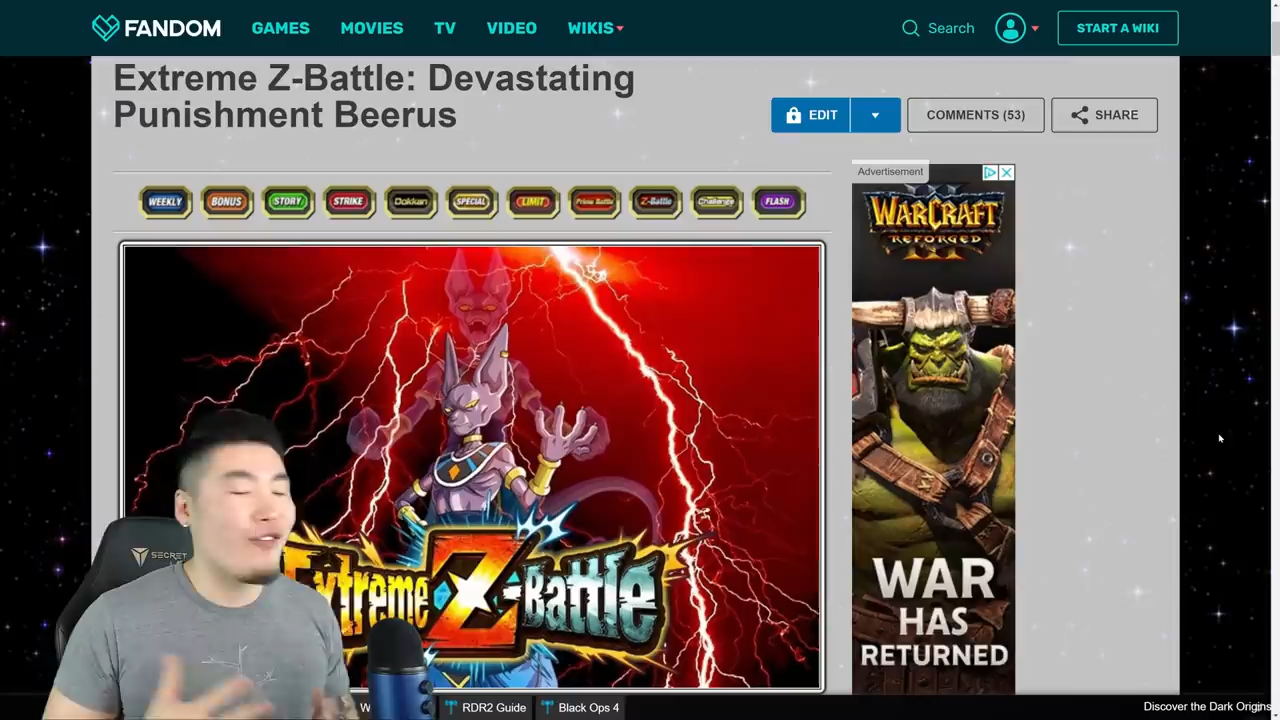 FANDOM
GAMES
MOVIES
TV
VIDEO
WIKIS
Search
START A WIKI
Extreme Z-Battle: Devastating
Punishment Beerus
EDIT
COMMENTS (53)
SHARE
WEEKLY
BONUS
STORY
STRIKE
Dokkan
SPECIAL
LIMIT
Prime Battle
Z-Battle
Challenge
FLASH
Advertisement
WARCRAFT
III
REFORGED
WAR
HAS
RETURNED
Extreme Z-Battle
SECRET
W
RDR2 Guide
Black Ops 4
Discover the Dark Origins